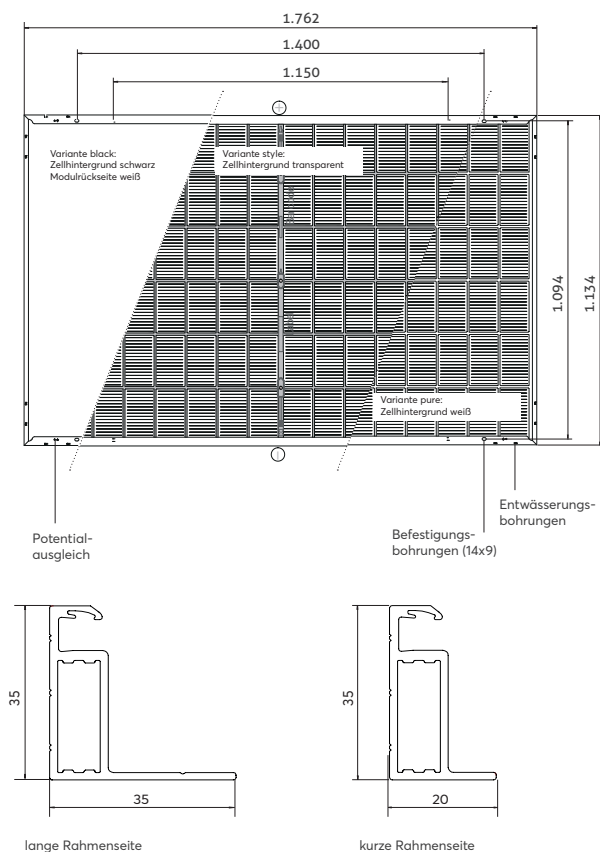 1.762
1.400
1.150
Variante black:
Zellhintergrund schwarz
Modulrückseite weiß
Variante style:
Zellhintergrund transparent
1.094
1.134
Variante pure:
Zellhintergrund weiß
Potential-
ausgleich
Befestigungs-
bohrungen (14x9)
Entwässerungs-
bohrungen
35
35
35
20
lange Rahmenseite
kurze Rahmenseite